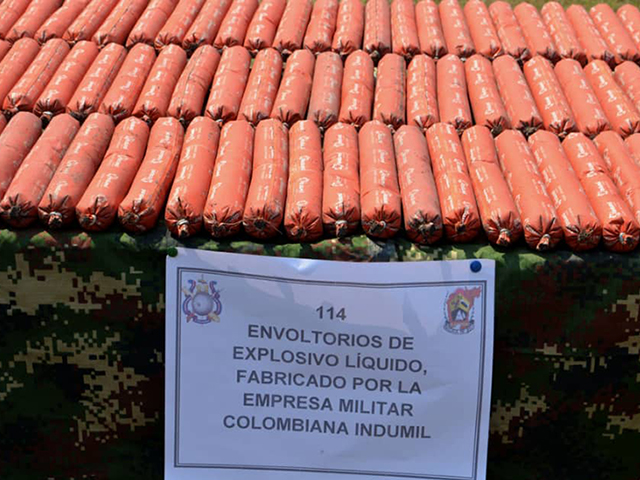 114
ENVOLTORIOS DE
EXPLOSIVO LÍQUIDO,
FABRICADO POR LA
EMPRESA MILITAR
COLOMBIANA INDUMIL